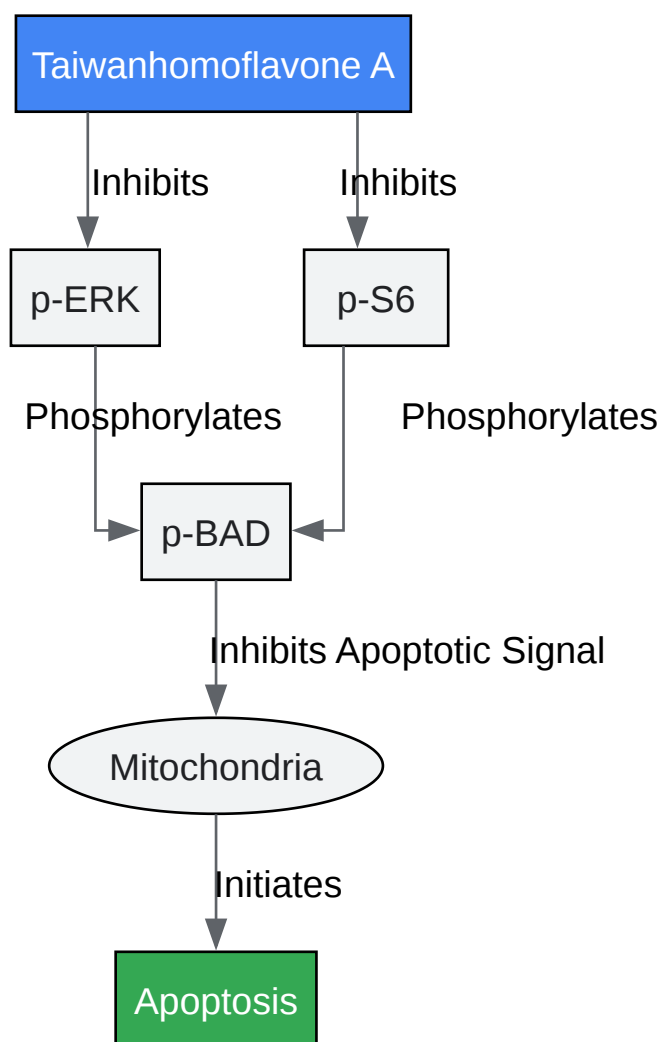 Taiwanhomoflavone A
Inhibits
Inhibits
p-ERK
p-S6
Phosphorylates
Phosphorylates
p-BAD
Inhibits Apoptotic Signal
Mitochondria
Initiates
Apoptosis